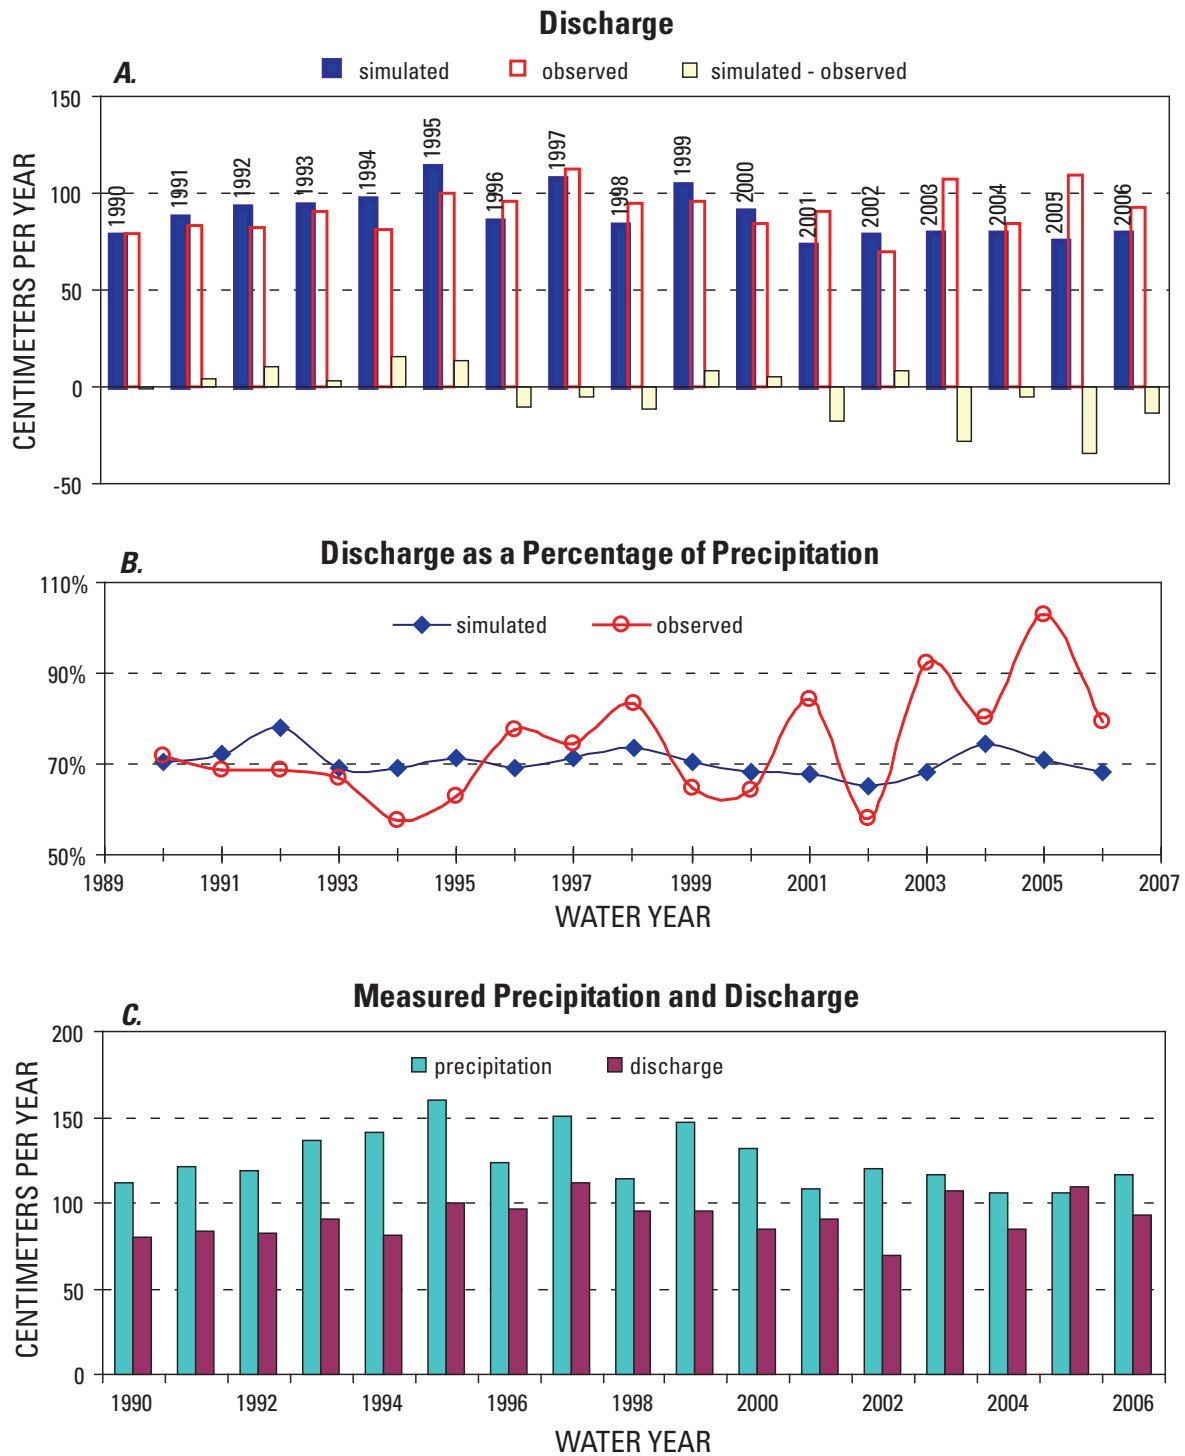 Discharge
A.
simulated observed simulated - observed
CENTIMETERS PER YEAR
150
100
50
0
-50
1990 1991 1992 1993 1994 1995 1996 1997 1998 1999 2000 2001 2002 2003 2004 2005 2006
B.
Discharge as a Percentage of Precipitation
simulated observed
110%
90%
70%
50%
1989 1991 1993 1995 1997 1999 2001 2003 2005 2007
WATER YEAR
Measured Precipitation and Discharge
C.
precipitation discharge
CENTIMETERS PER YEAR
200
150
100
50
0
1990 1992 1994 1996 1998 2000 2002 2004 2006
WATER YEAR